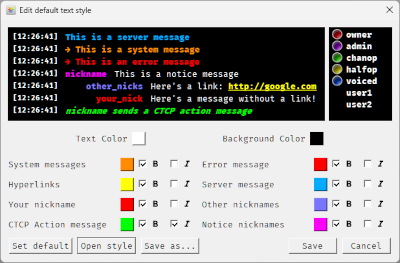 Edit default text style
[12:26:41] This is a server message
[12:26:41] → This is a system message
[12:26:41] → This is an error message
[12:26:41] nickname This is a notice message
[12:26:41] other_nicks Here's a link: http://google.com
[12:26:41] your_nick Here's a message without a link!
[12:26:41] nickname sends a CTCP action message
owner
admin
chanop
halfop
voiced
user1
user2
Text Color Background Color
System messages B I Error message B I
Hyperlinks B I Server message B I
Your nickname B I Other nicknames B I
CTCP Action message B I Notice nicknames B I
Set default Open style Save as... Save Cancel